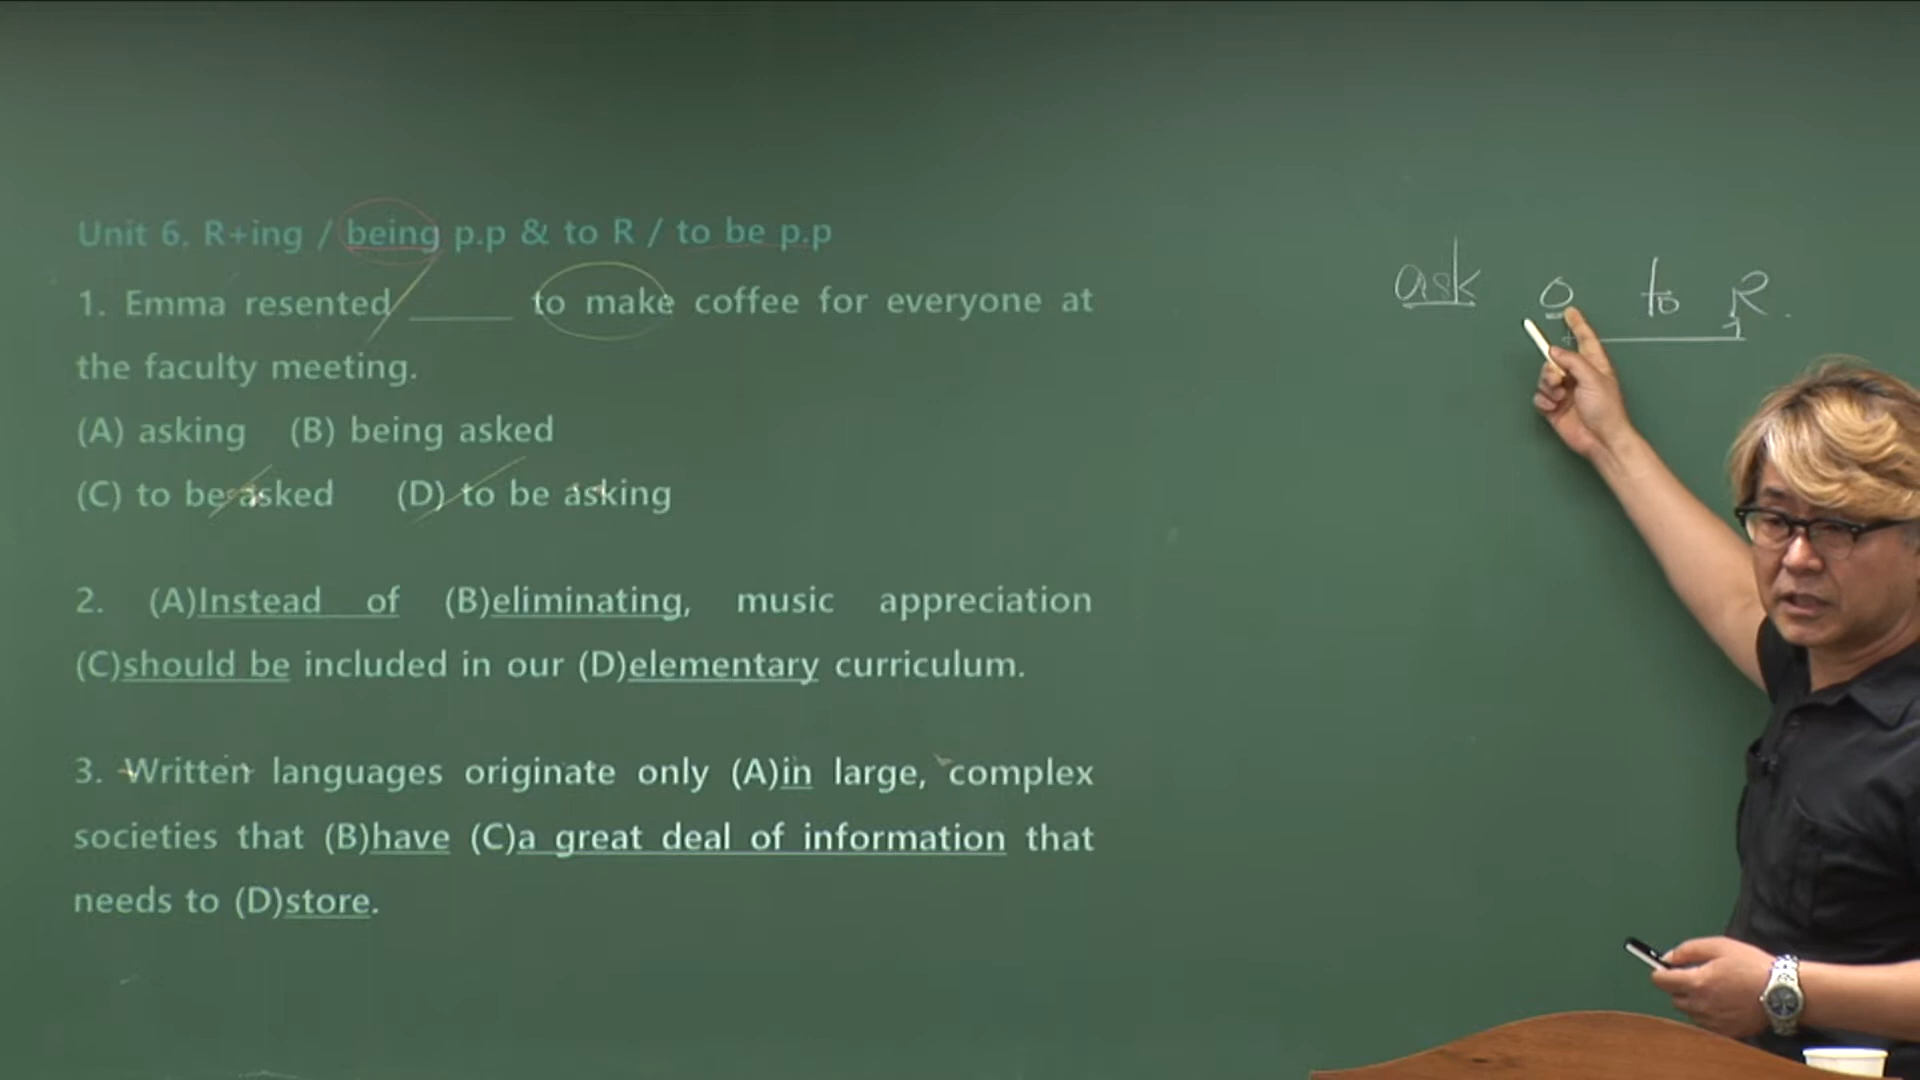 Unit 6. R+ing / being p.p & to R / to be p.p
1. Emma resented _____ to make coffee for everyone at
the faculty meeting.
(A) asking (B) being asked
(C) to be asked (D) to be asking
2. (A)Instead of (B)eliminating, music appreciation
(C)should be included in our (D)elementary curriculum.
3. Written languages originate only (A)in large, complex
societies that (B)have (C)a great deal of information that
needs to (D)store.
ask o to R.